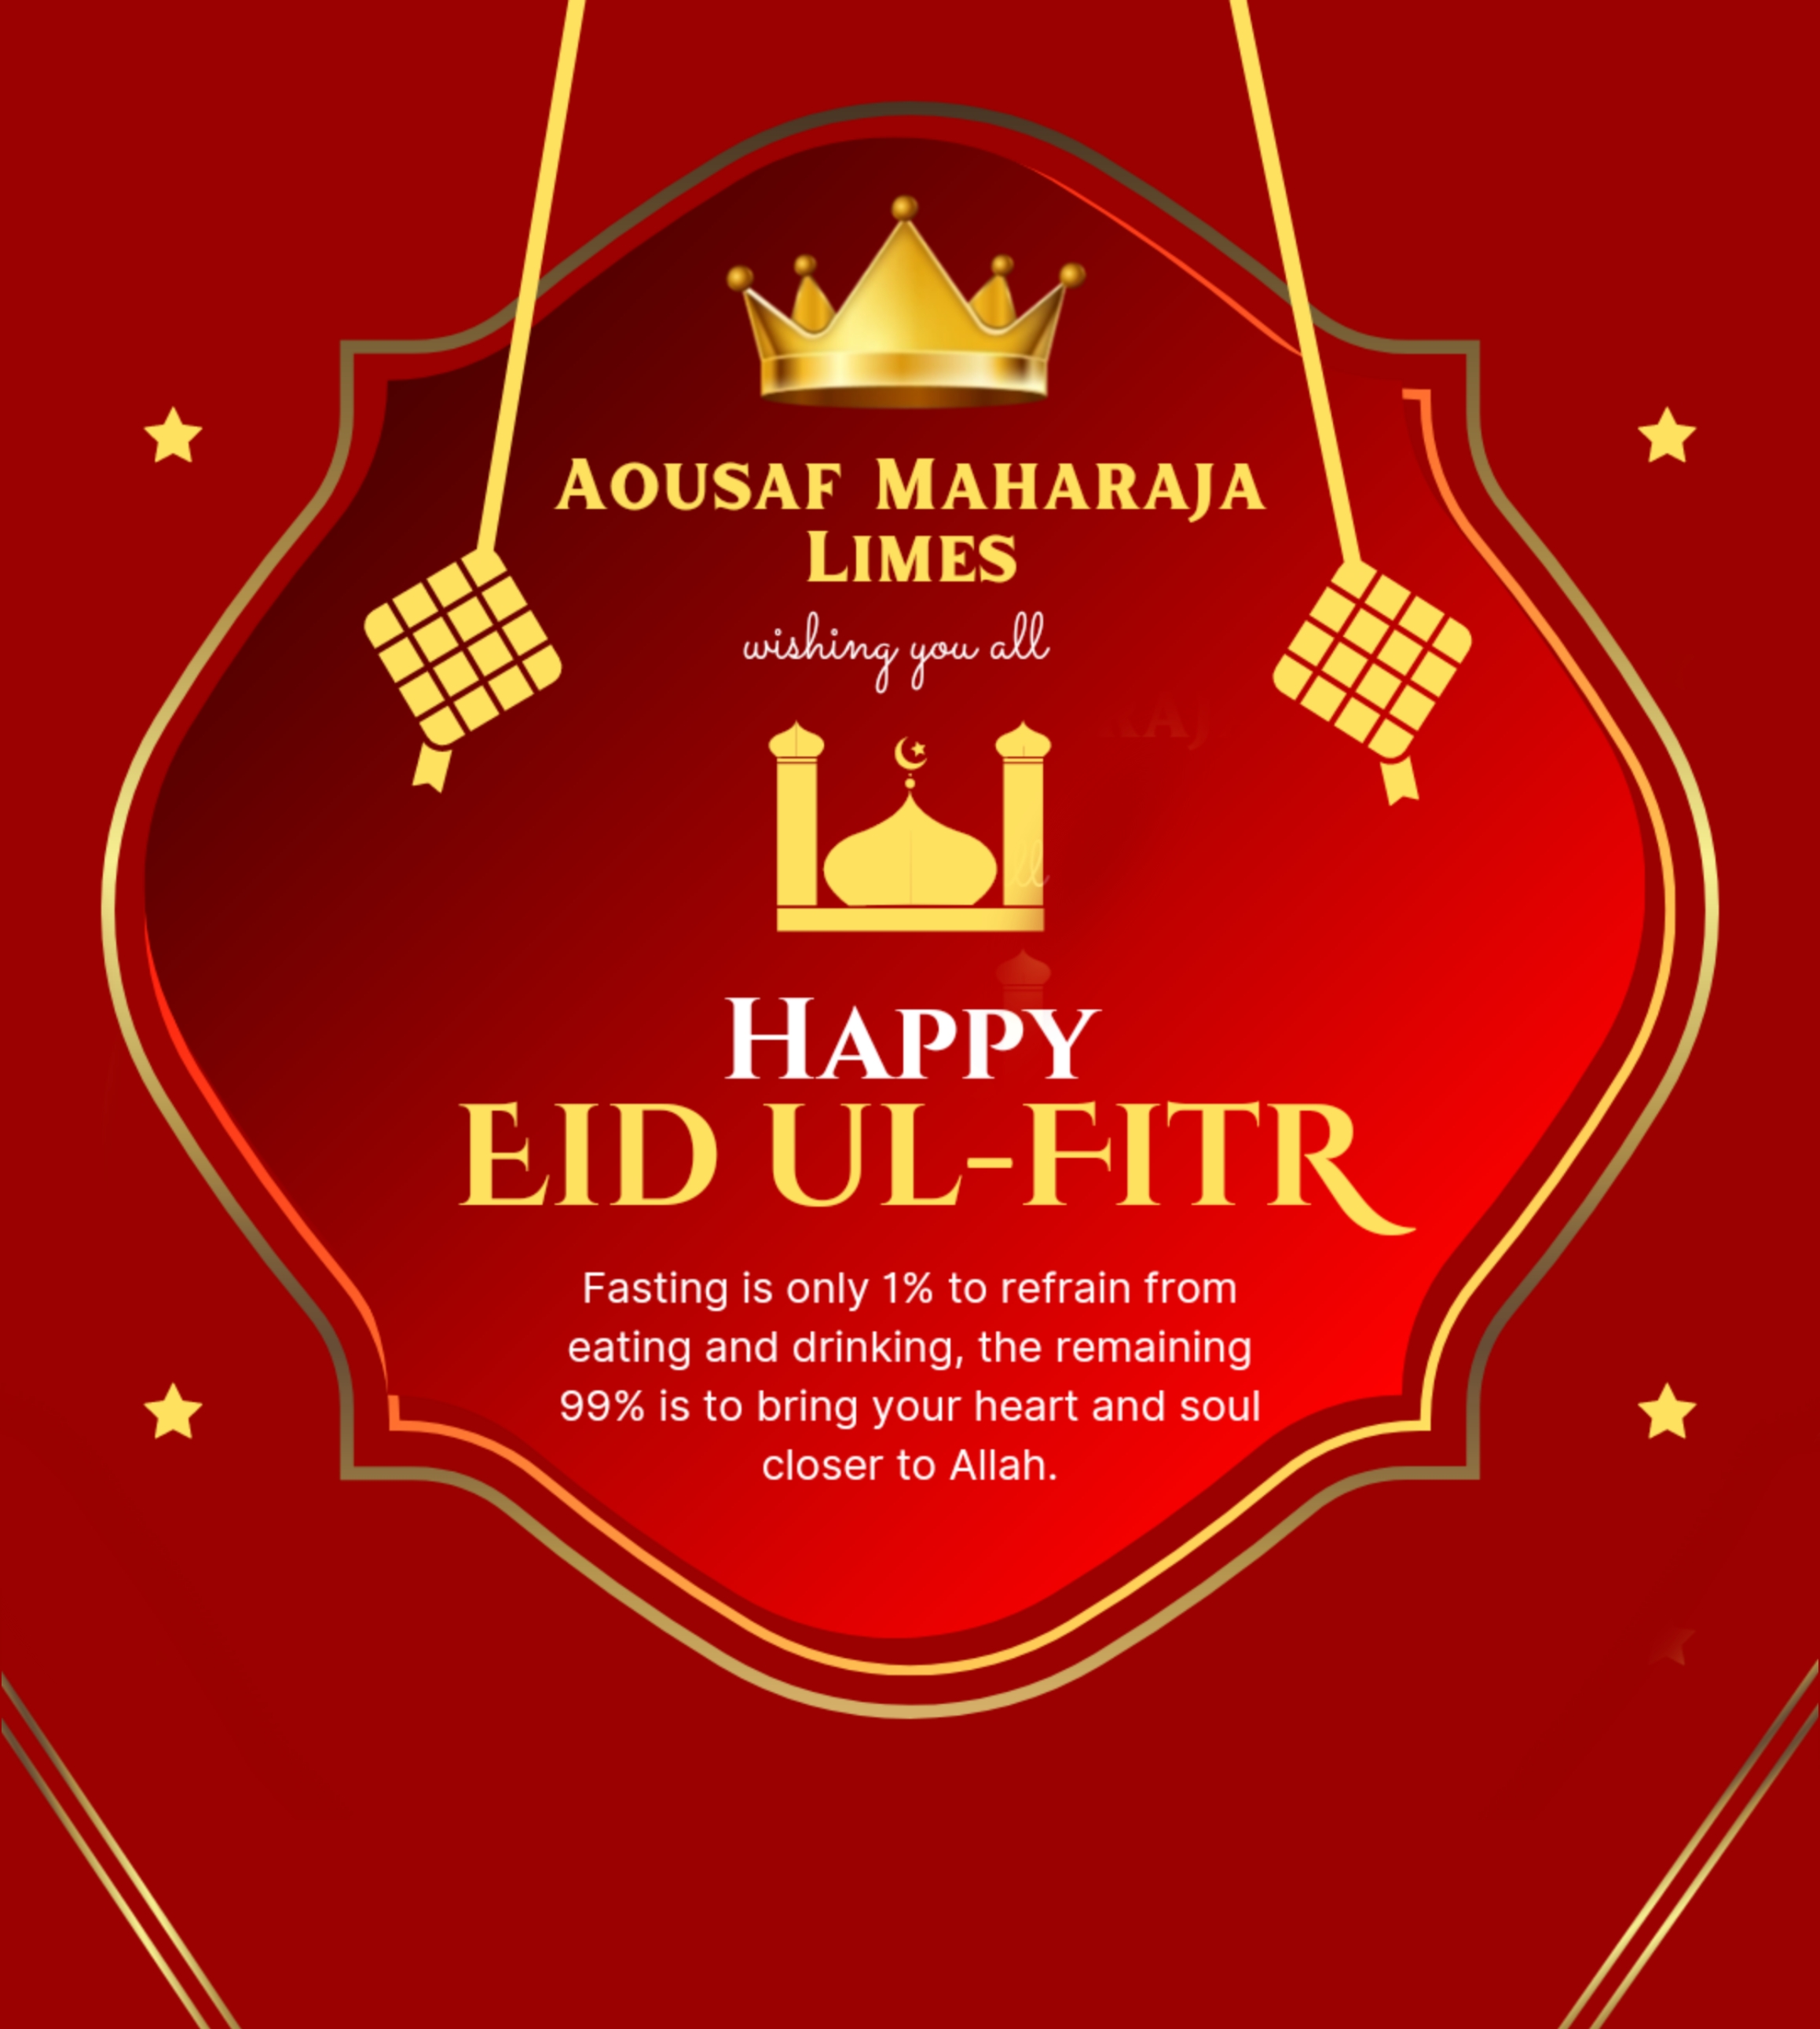 Aousaf Maharaja
Limes
wishing you all
Happy
EID UL-FITR
Fasting is only 1% to refrain from
eating and drinking, the remaining
99% is to bring your heart and soul
closer to Allah.